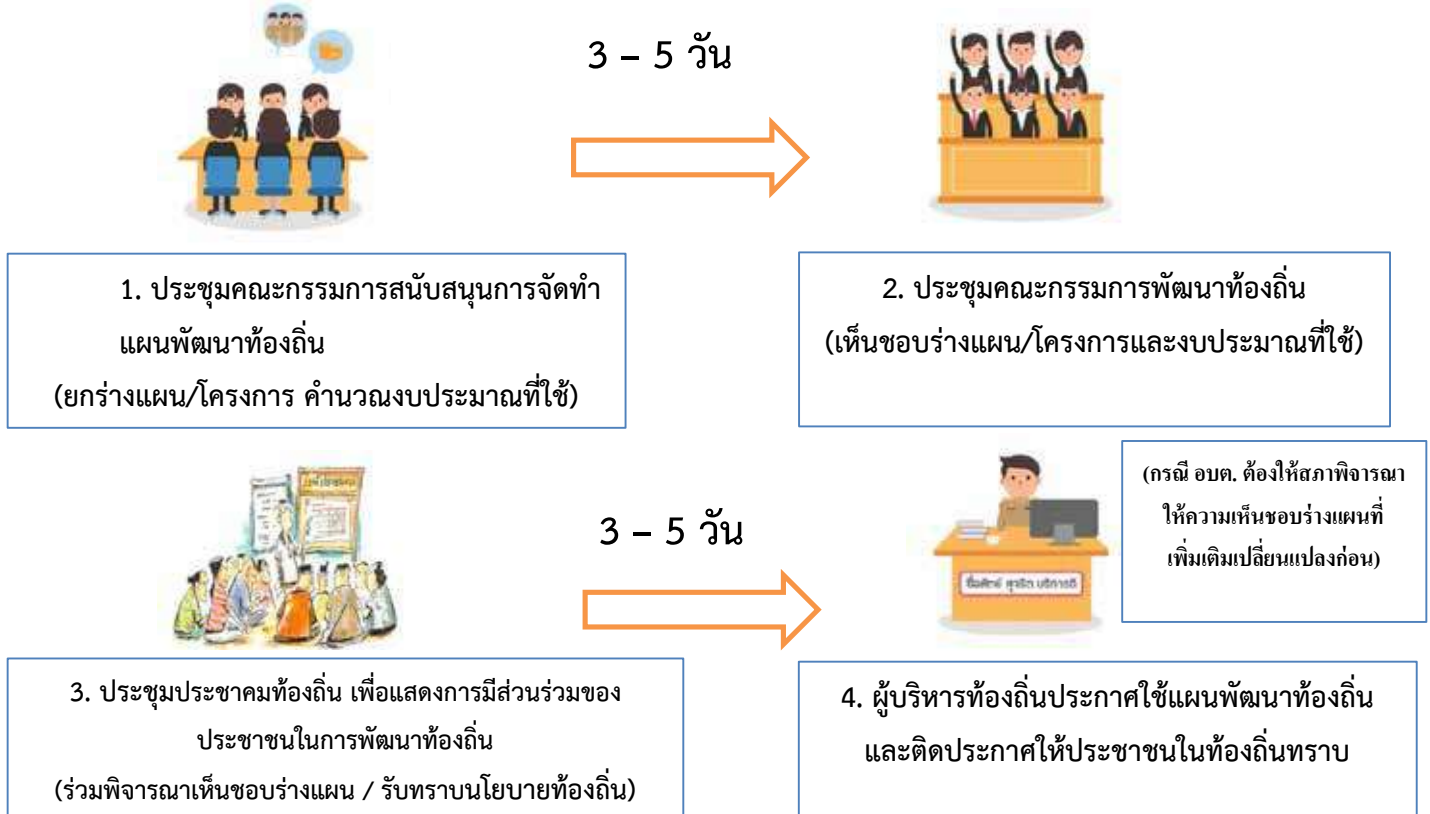 3 – 5 วัน
1. ประชุมคณะกรรมการสนับสนุนการจัดทำ
แผนพัฒนาท้องถิ่น
(ยกร่างแผน/โครงการ คำนวณงบประมาณที่ใช้)
2. ประชุมคณะกรรมการพัฒนาท้องถิ่น
(เห็นชอบร่างแผน/โครงการและงบประมาณที่ใช้)
3 – 5 วัน
ซื่อสัตย์ สุจริต บริการดี
(กรณี อบต. ต้องให้สภาพิจารณา
ให้ความเห็นชอบร่างแผนที่
เพิ่มเติมเปลี่ยนแปลงก่อน)
3. ประชุมประชาคมท้องถิ่น เพื่อแสดงการมีส่วนร่วมของ
ประชาชนในการพัฒนาท้องถิ่น
(ร่วมพิจารณาเห็นชอบร่างแผน / รับทราบนโยบายท้องถิ่น)
4. ผู้บริหารท้องถิ่นประกาศใช้แผนพัฒนาท้องถิ่น
และติดประกาศให้ประชาชนในท้องถิ่นทราบ